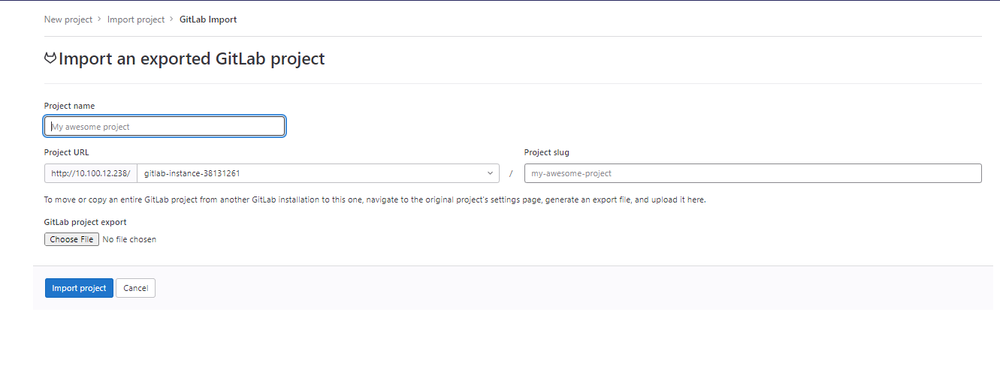 New project > Import project > GitLab Import
Import an exported GitLab project
Project name
My awesome project
Project URL
Project slug
http://10.100.12.238/ gitlab-instance-38131261 / my-awesome-project
To move or copy an entire GitLab project from another GitLab installation to this one, navigate to the original project's settings page, generate an export file, and upload it here.
GitLab project export
Choose File No file chosen
Import project Cancel